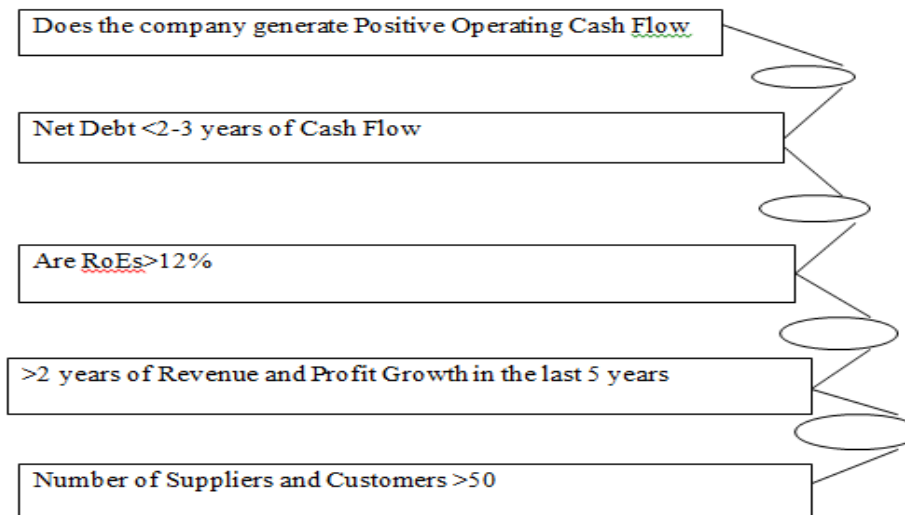 Does the company generate Positive Operating Cash Flow
Net Debt <2-3 years of Cash Flow
Are RoEs>12%
>2 years of Revenue and Profit Growth in the last 5 years
Number of Suppliers and Customers >50